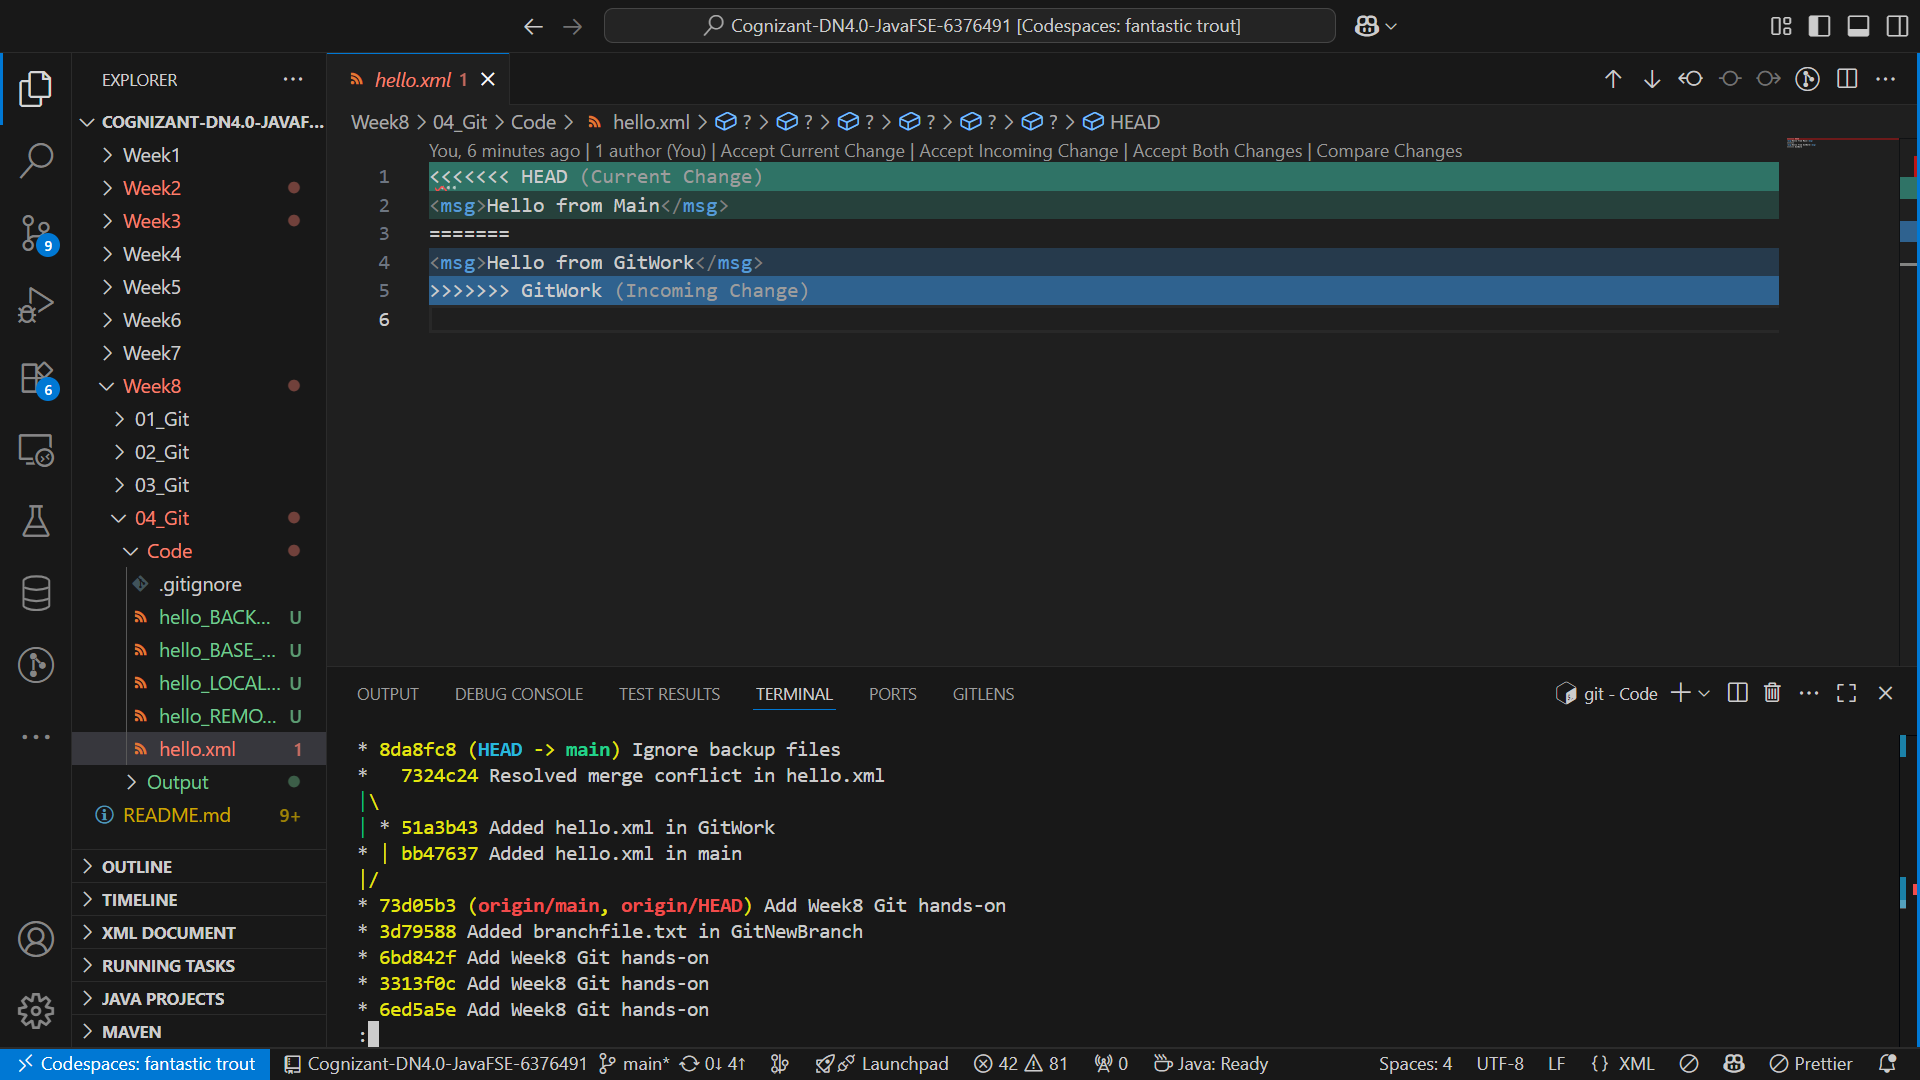 Cognizant-DN4.0-JavaFSE-6376491 [Codespaces: fantastic trout]
EXPLORER
COGNIZANT-DN4.0-JAVAF...
Week1
Week2
Week3
Week4
Week5
Week6
Week7
Week8
01_Git
02_Git
03_Git
04_Git
Code
.gitignore
hello_BACK... U
hello_BASE_... U
hello_LOCAL... U
hello_REMO... U
hello.xml 1
Output
README.md 9+
OUTLINE
TIMELINE
XML DOCUMENT
RUNNING TASKS
JAVA PROJECTS
MAVEN
9
6
hello.xml 1
Week8 > 04_Git > Code > hello.xml > ? > ? > ? > ? > ? > ? > HEAD
You, 6 minutes ago | 1 author (You) | Accept Current Change | Accept Incoming Change | Accept Both Changes | Compare Changes
1 <<<<<<< HEAD (Current Change)
2 <msg>Hello from Main</msg>
3 =======
4 <msg>Hello from GitWork</msg>
5 >>>>>>> GitWork (Incoming Change)
6
OUTPUT DEBUG CONSOLE TEST RESULTS TERMINAL PORTS GITLENS
git - Code
* 8da8fc8 (HEAD -> main) Ignore backup files
*   7324c24 Resolved merge conflict in hello.xml
|\
| * 51a3b43 Added hello.xml in GitWork
* | bb47637 Added hello.xml in main
|/
* 73d05b3 (origin/main, origin/HEAD) Add Week8 Git hands-on
* 3d79588 Added branchfile.txt in GitNewBranch
* 6bd842f Add Week8 Git hands-on
* 3313f0c Add Week8 Git hands-on
* 6ed5a5e Add Week8 Git hands-on
:
Codespaces: fantastic trout Cognizant-DN4.0-JavaFSE-6376491 main* 0↓ 4↑ Launchpad 42 81 0 Java: Ready Spaces: 4 UTF-8 LF {} XML Prettier